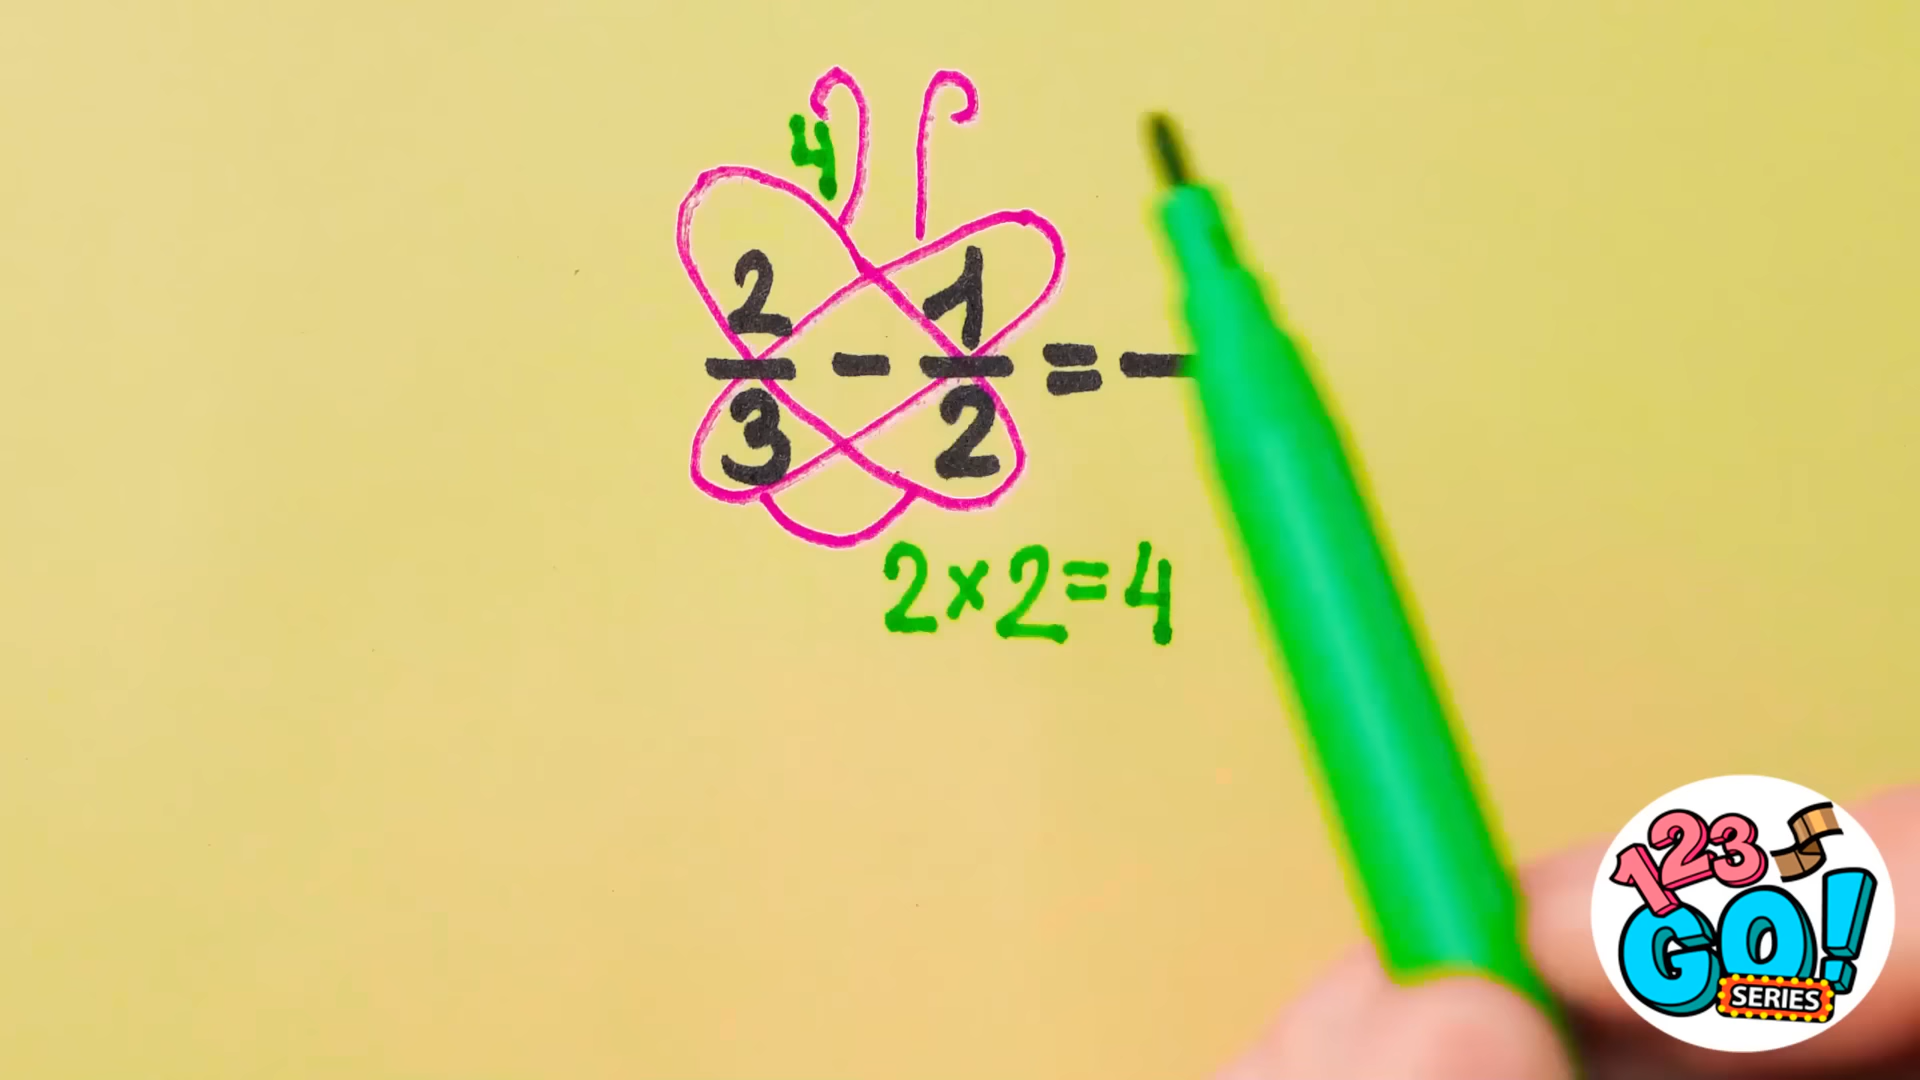 4
2/3 - 1/2 = —
2×2=4
123
GO!
SERIES